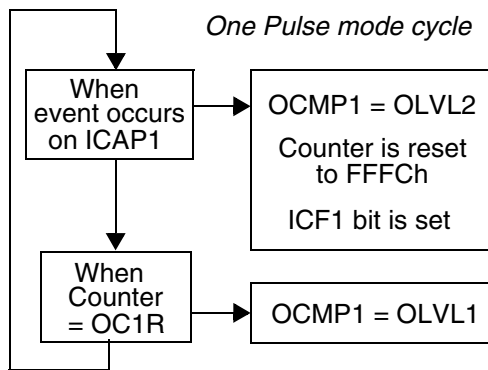 One Pulse mode cycle
When
event occurs
on ICAP1
OCMP1 = OLVL2
Counter is reset
to FFFCh
ICF1 bit is set
When
Counter
= OC1R
OCMP1 = OLVL1